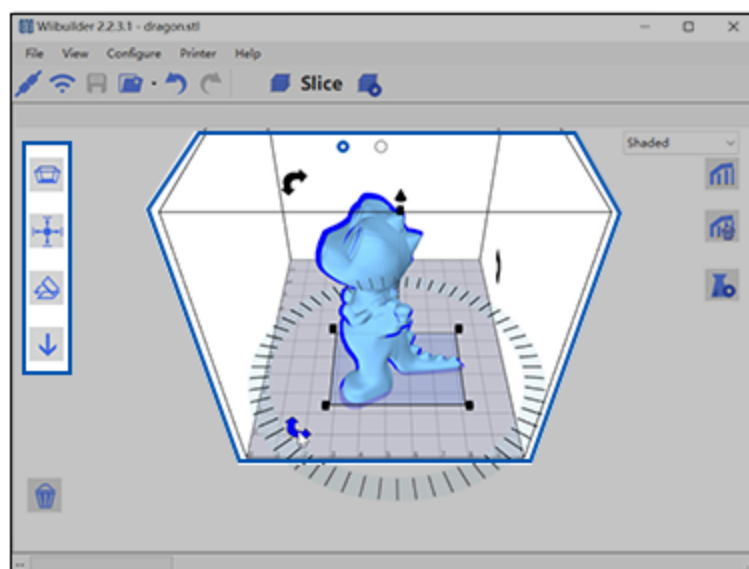 Wiibuilder 2.2.3.1 - dragon.stl
File View Configure Printer Help
Slice
Shaded